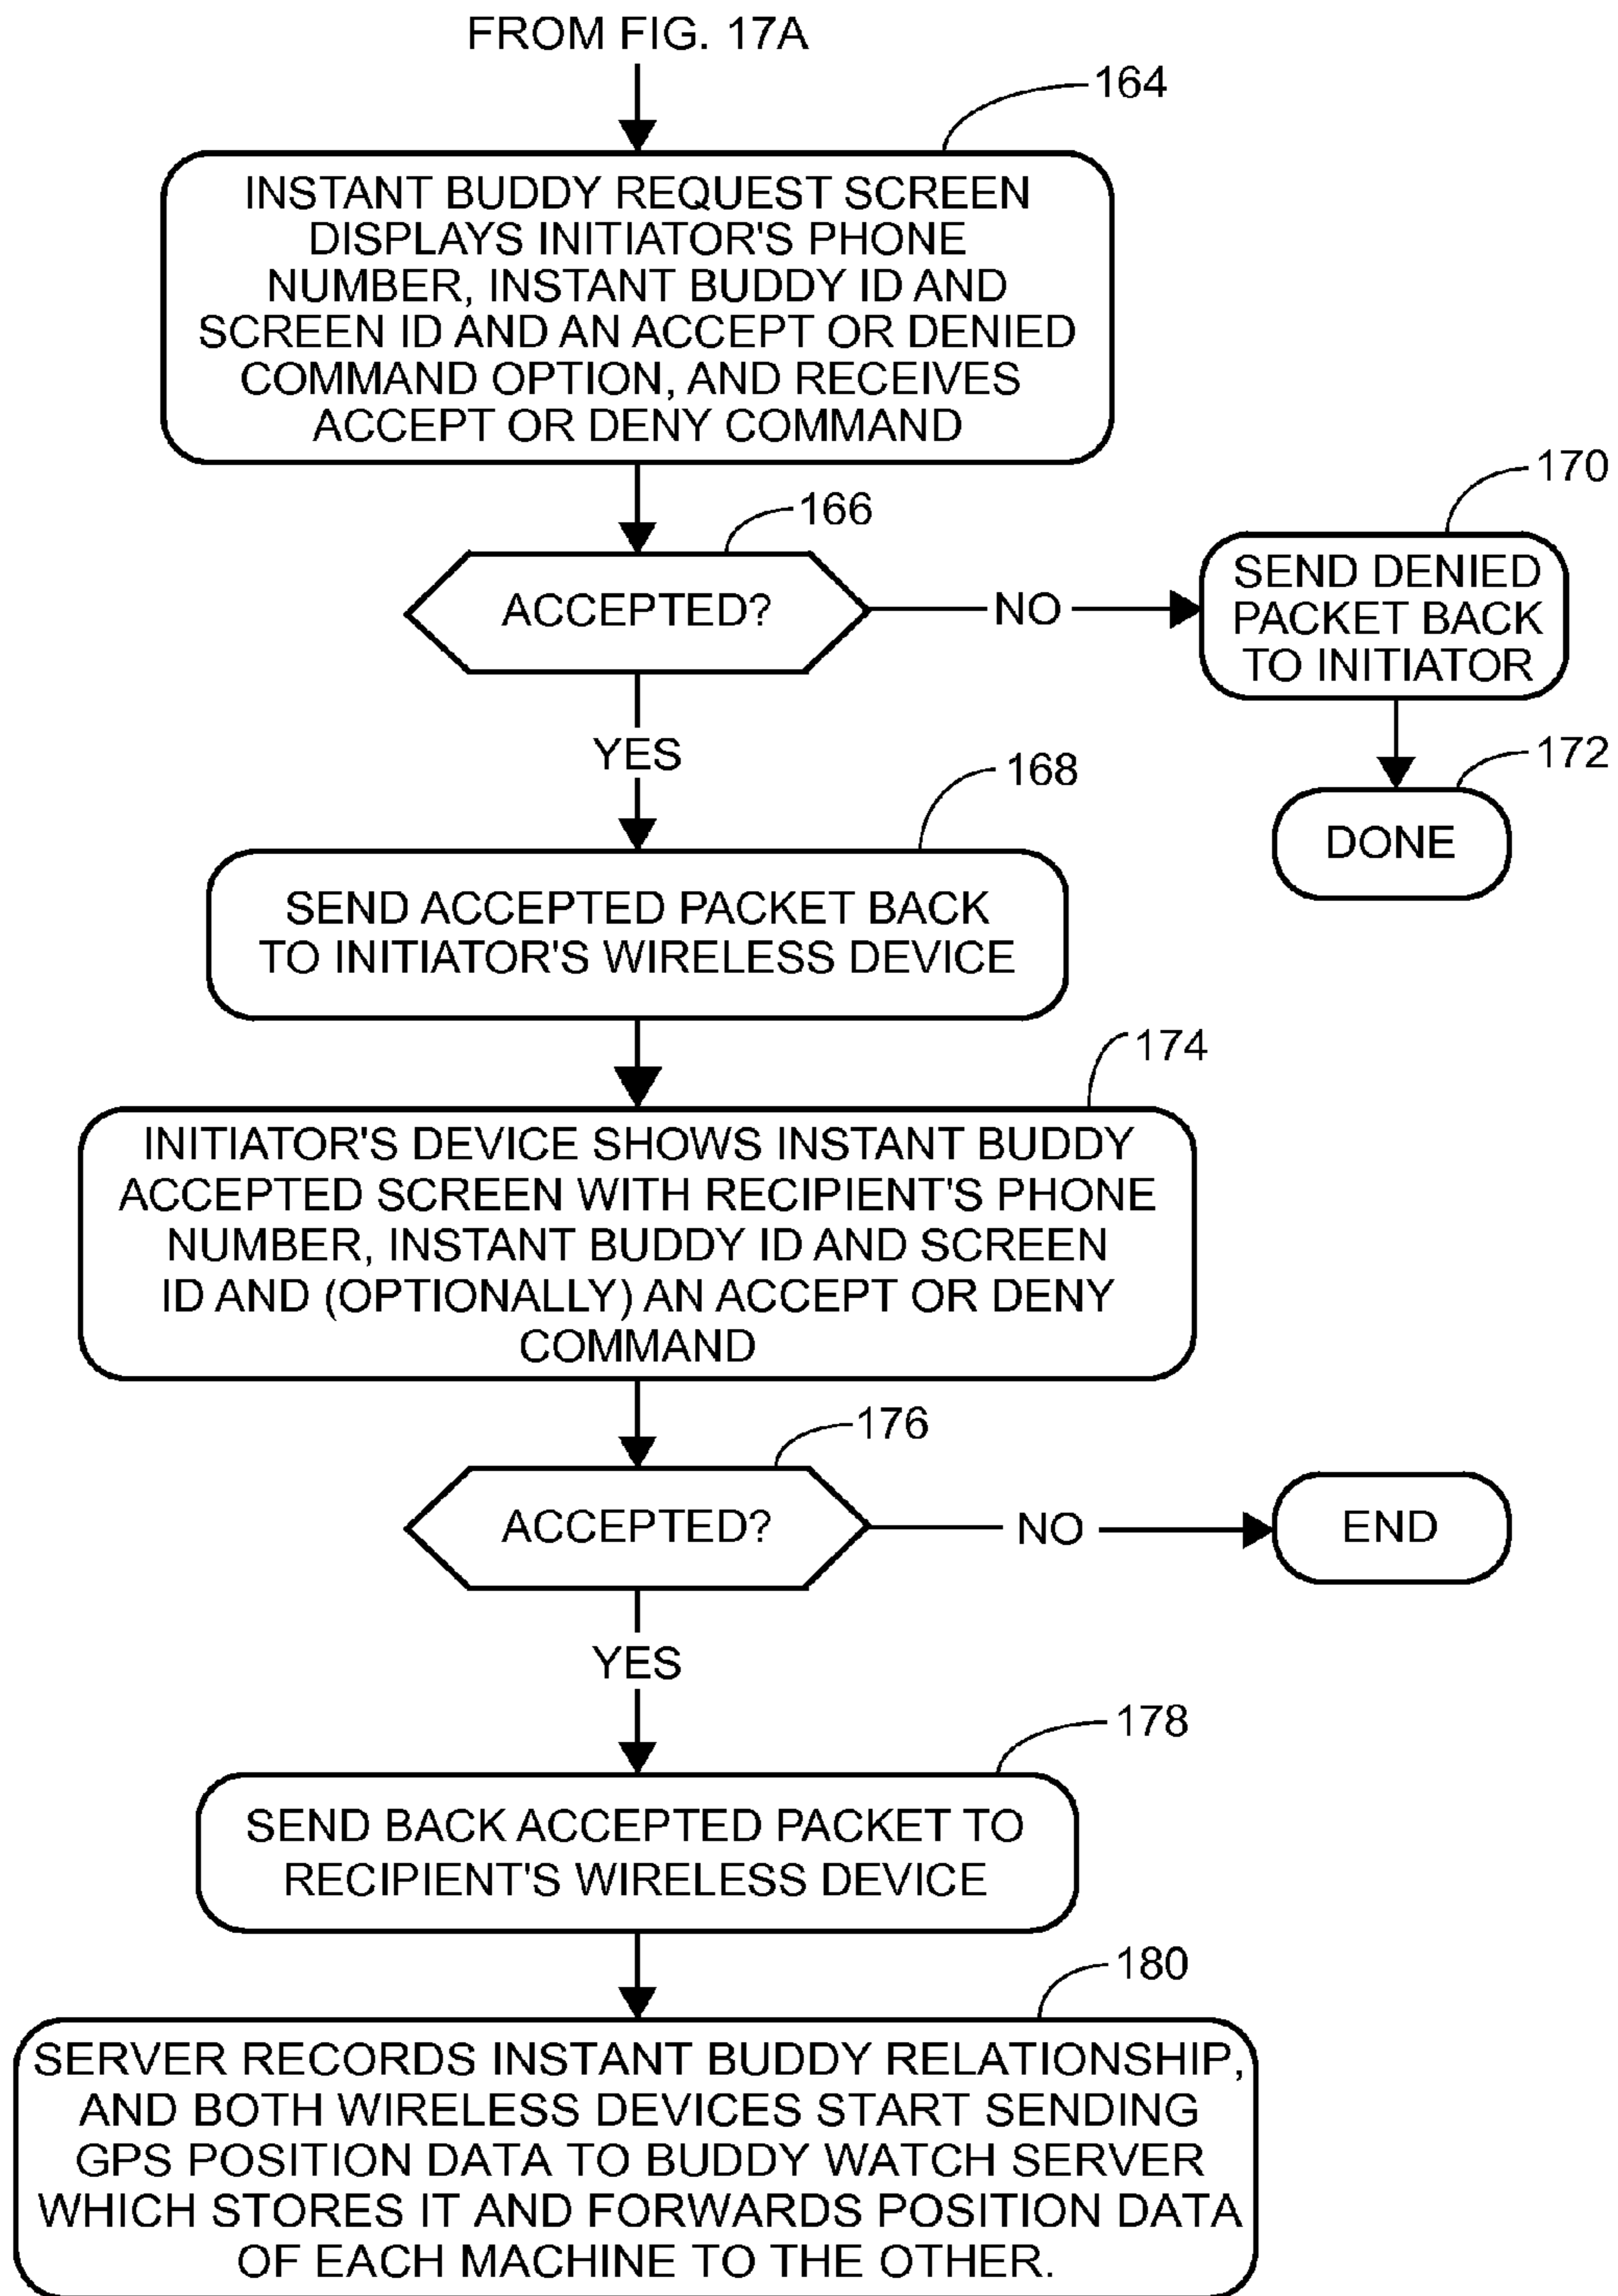 FROM FIG. 17A
164
INSTANT BUDDY REQUEST SCREEN
DISPLAYS INITIATOR'S PHONE
NUMBER, INSTANT BUDDY ID AND
SCREEN ID AND AN ACCEPT OR DENIED
COMMAND OPTION, AND RECEIVES
ACCEPT OR DENY COMMAND
166
ACCEPTED?
NO
170
SEND DENIED
PACKET BACK
TO INITIATOR
172
DONE
YES
168
SEND ACCEPTED PACKET BACK
TO INITIATOR'S WIRELESS DEVICE
174
INITIATOR'S DEVICE SHOWS INSTANT BUDDY
ACCEPTED SCREEN WITH RECIPIENT'S PHONE
NUMBER, INSTANT BUDDY ID AND SCREEN
ID AND (OPTIONALLY) AN ACCEPT OR DENY
COMMAND
176
ACCEPTED?
NO
END
YES
178
SEND BACK ACCEPTED PACKET TO
RECIPIENT'S WIRELESS DEVICE
180
SERVER RECORDS INSTANT BUDDY RELATIONSHIP,
AND BOTH WIRELESS DEVICES START SENDING
GPS POSITION DATA TO BUDDY WATCH SERVER
WHICH STORES IT AND FORWARDS POSITION DATA
OF EACH MACHINE TO THE OTHER.